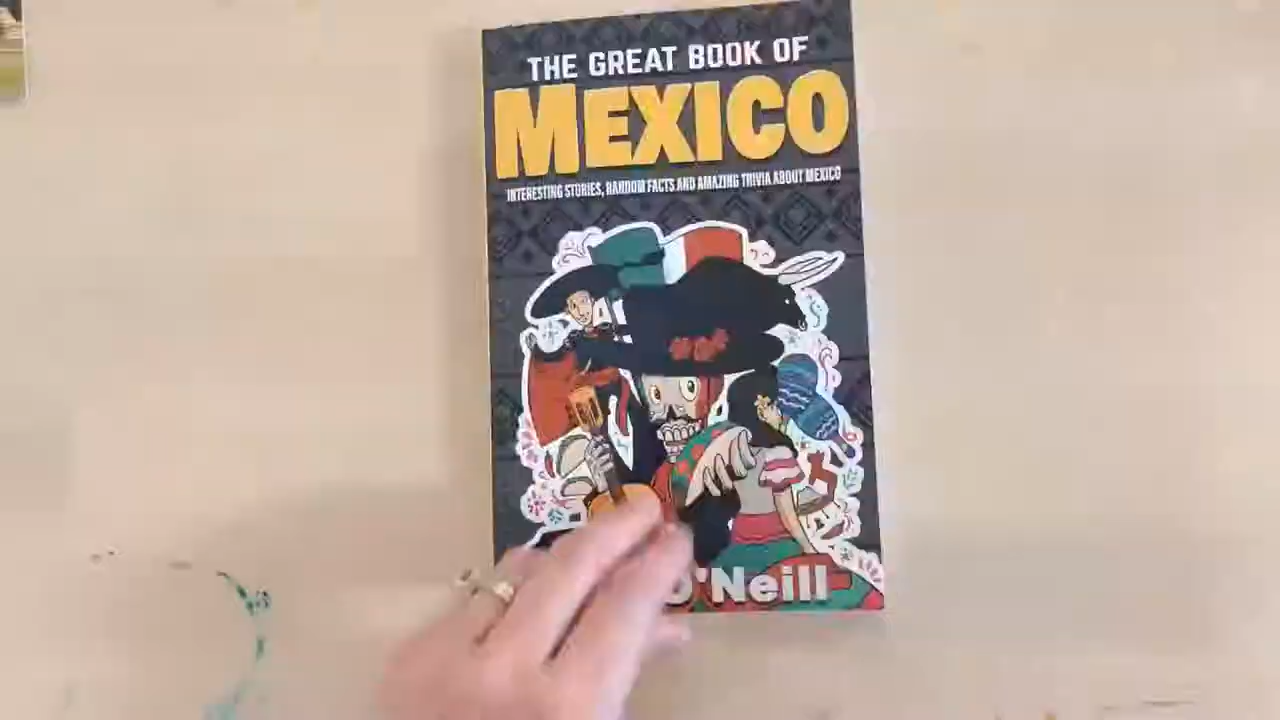 THE GREAT BOOK OF
MEXICO
INTERESTING STORIES, RANDOM FACTS AND AMAZING TRIVIA ABOUT MEXICO
O'Neill